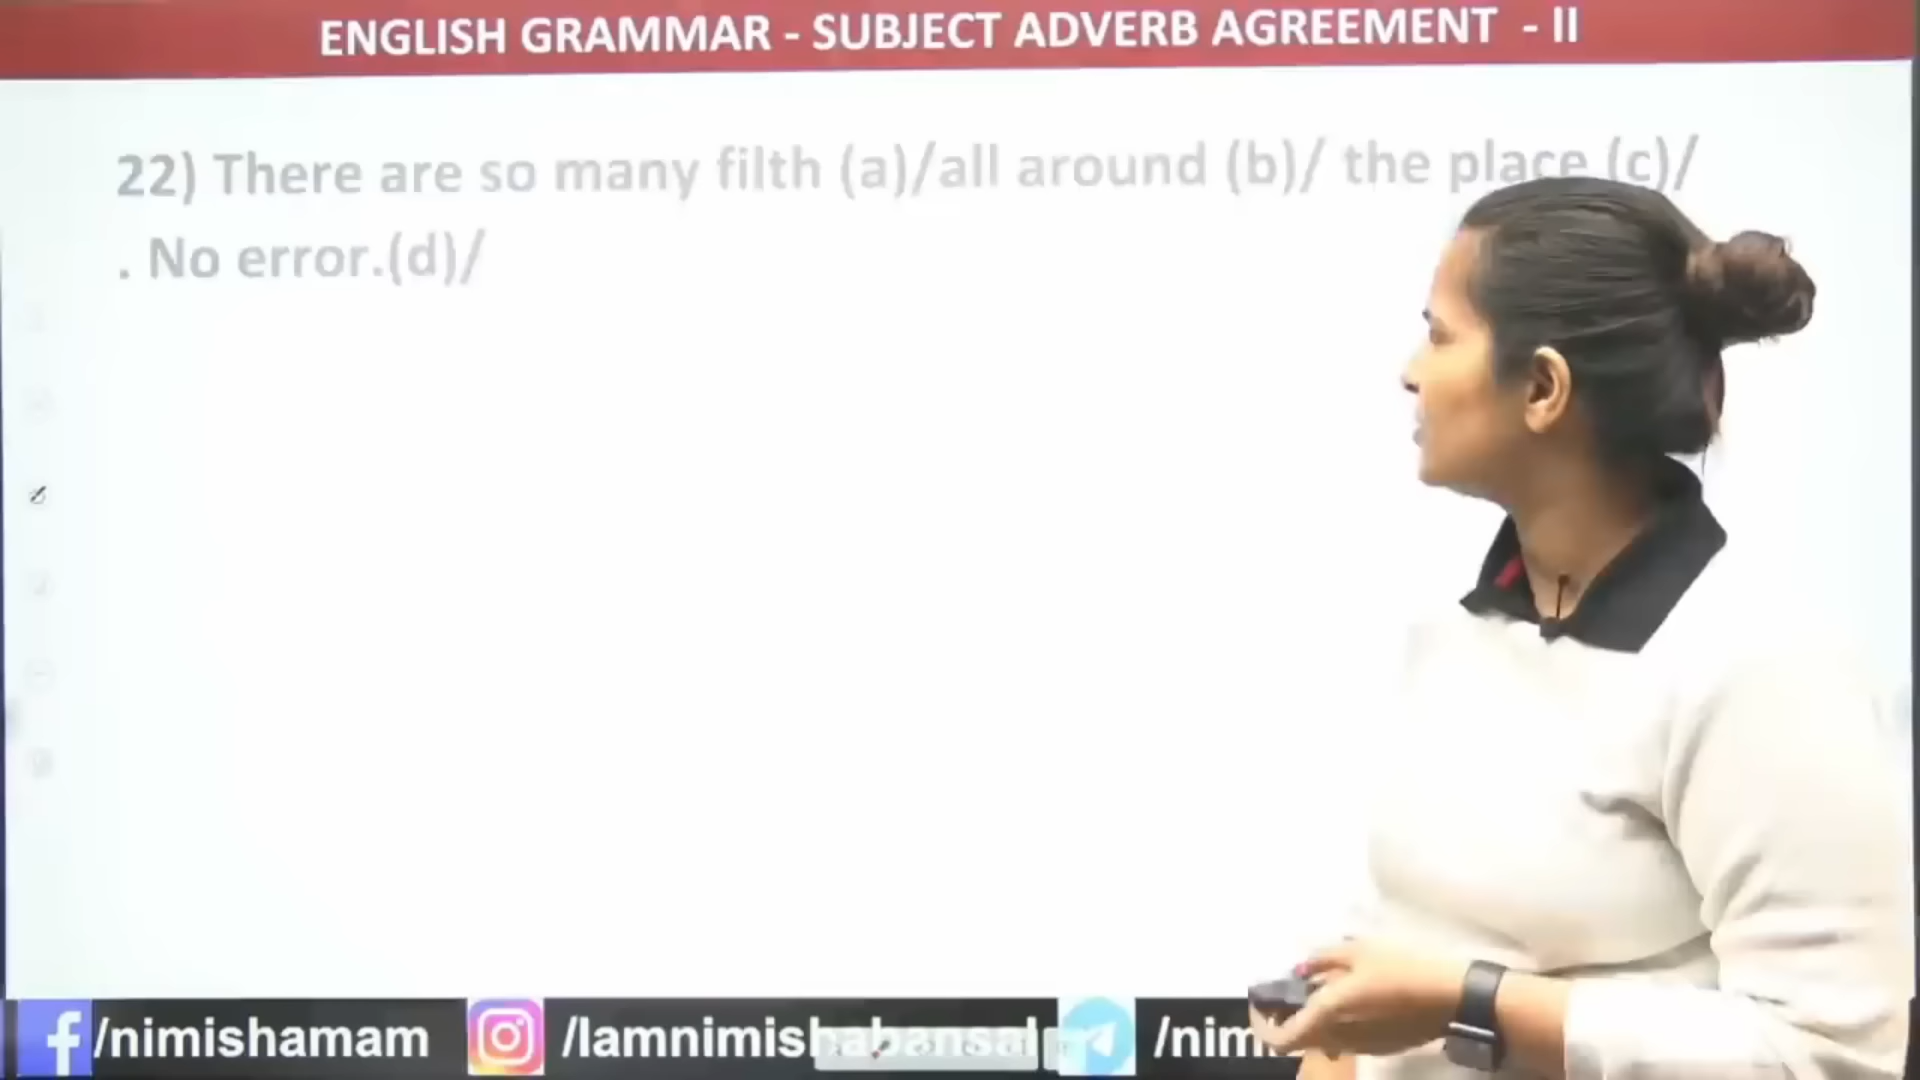 ENGLISH GRAMMAR - SUBJECT ADVERB AGREEMENT - II
22) There are so many filth (a)/all around (b)/ the place (c)/
. No error.(d)/
/nimishamam /Iamnimishabansal /nim